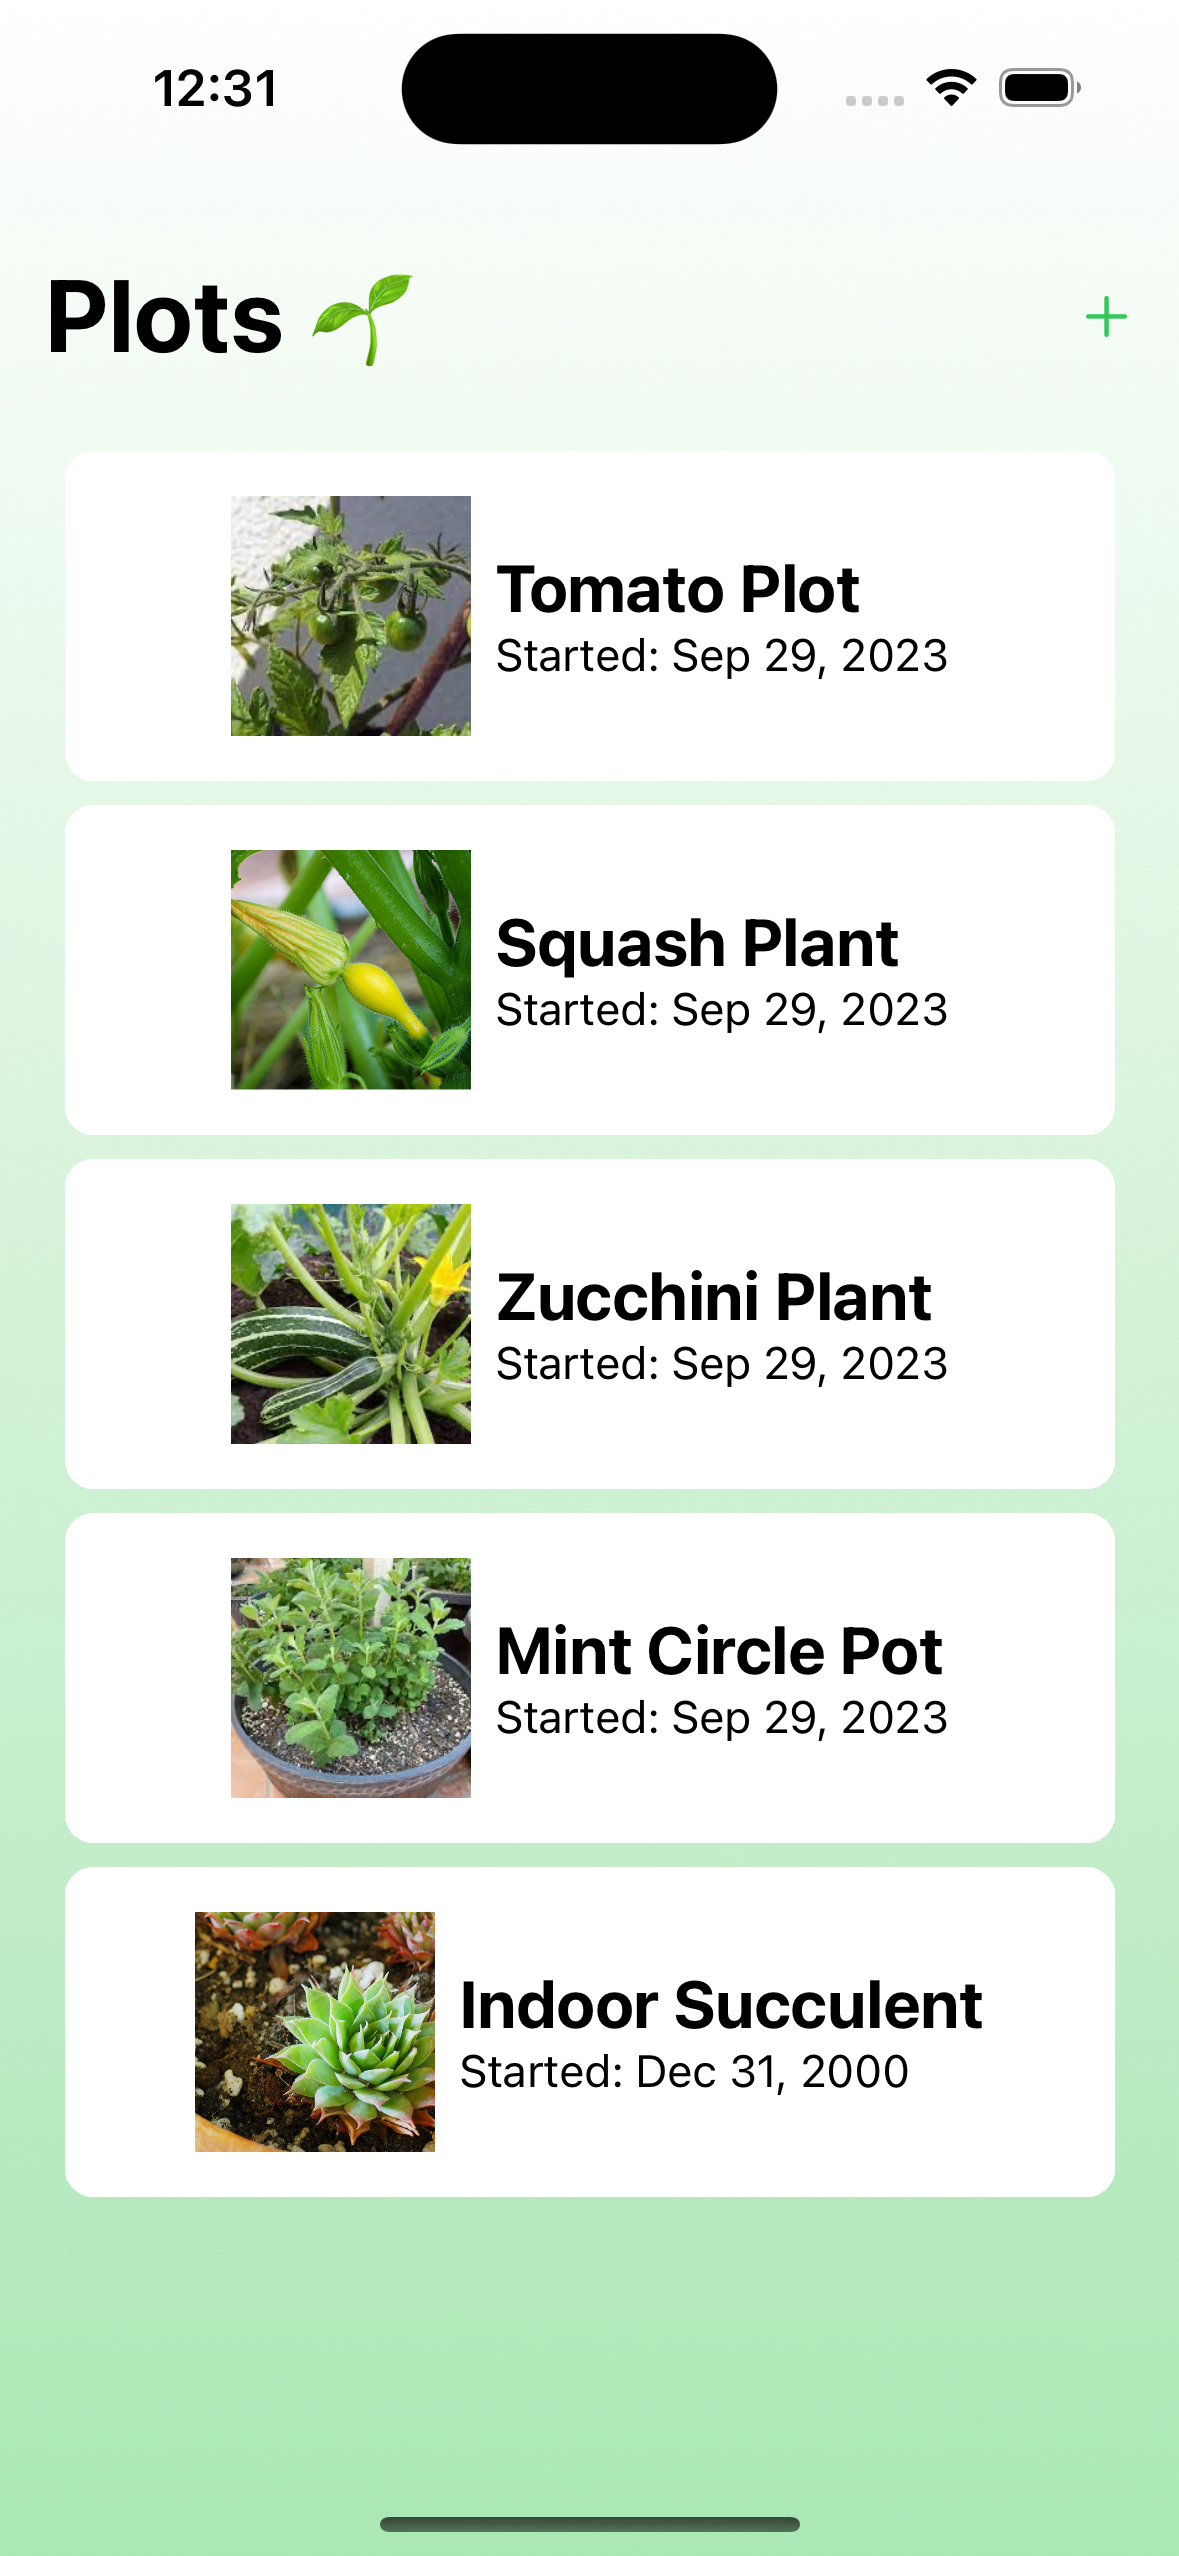 12:31
Plots 🌱
Tomato Plot
Started: Sep 29, 2023
Squash Plant
Started: Sep 29, 2023
Zucchini Plant
Started: Sep 29, 2023
Mint Circle Pot
Started: Sep 29, 2023
Indoor Succulent
Started: Dec 31, 2000